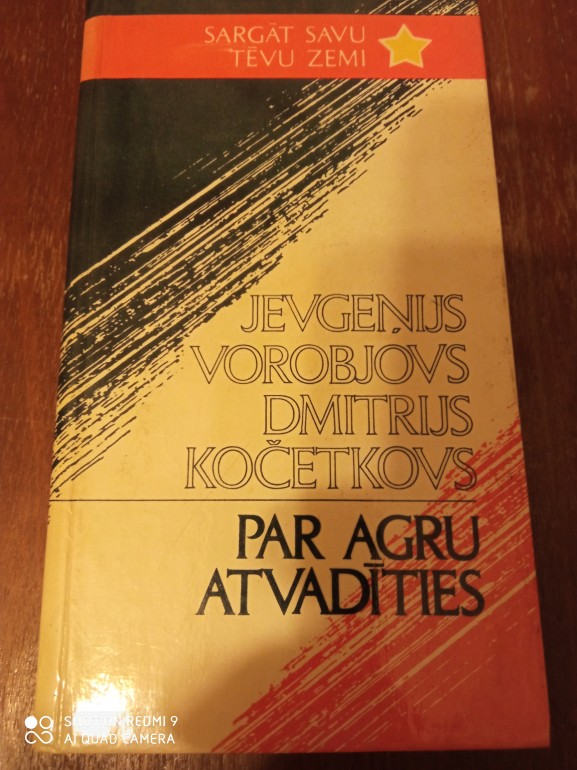 SARGĀT SAVU
TĒVU ZEMI
JEVGEŅIJS
VOROBJOVS
DMITRIJS
KOČETKOVS
PAR AGRU
ATVADĪTIES
SHOT ON REDMI 9
AI QUAD CAMERA